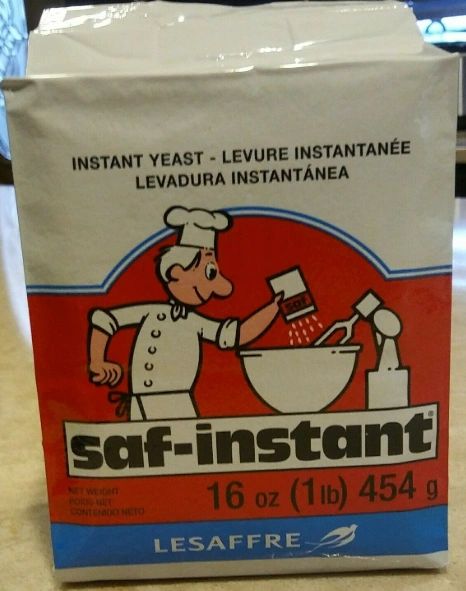 INSTANT YEAST - LEVURE INSTANTANÉE
LEVADURA INSTANTÁNEA
saf
saf-instant®
NET WEIGHT
POIDS NET
CONTENIDO NETO
16 oz (1lb) 454 g
LESAFFRE